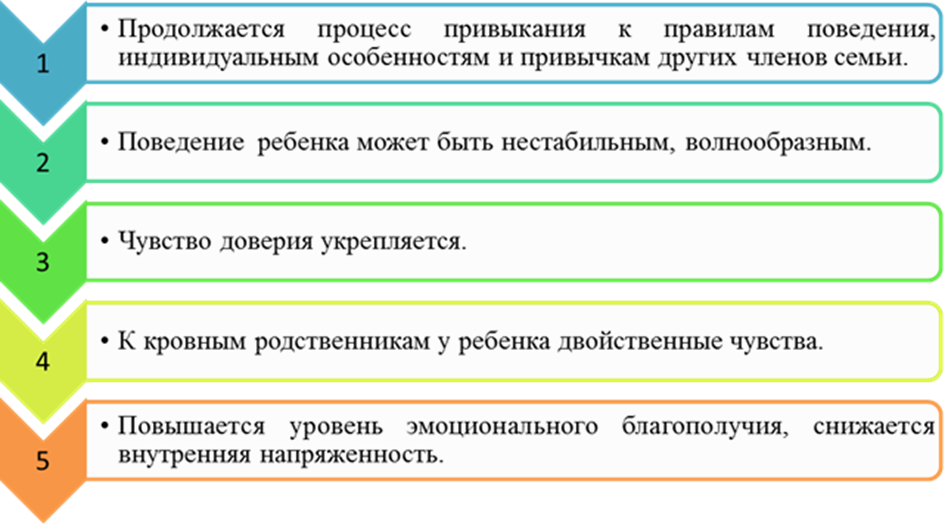 1
• Продолжается процесс привыкания к правилам поведения,
индивидуальным особенностям и привычкам других членов семьи.
2
• Поведение ребенка может быть нестабильным, волнообразным.
3
• Чувство доверия укрепляется.
4
• К кровным родственникам у ребенка двойственные чувства.
5
• Повышается уровень эмоционального благополучия, снижается
внутренняя напряженность.